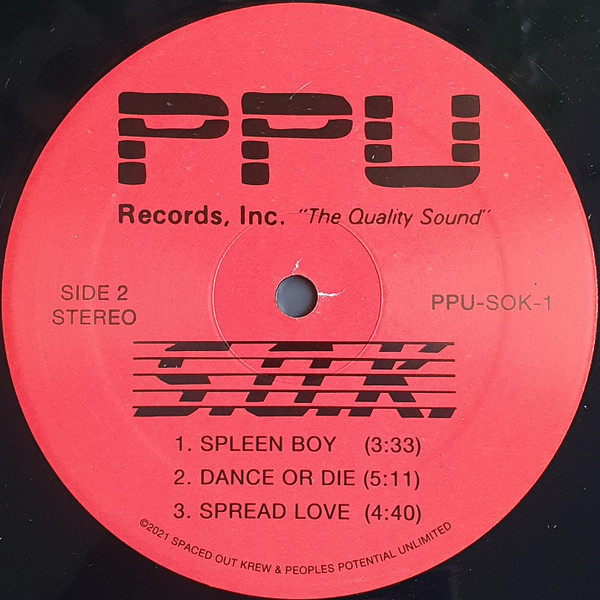 PPU
Records, Inc. "The Quality Sound"
SIDE 2
STEREO
PPU-SOK-1
S.O.K.
1. SPLEEN BOY (3:33)
2. DANCE OR DIE (5:11)
3. SPREAD LOVE (4:40)
©2021 SPACED OUT KREW & PEOPLES POTENTIAL UNLIMITED